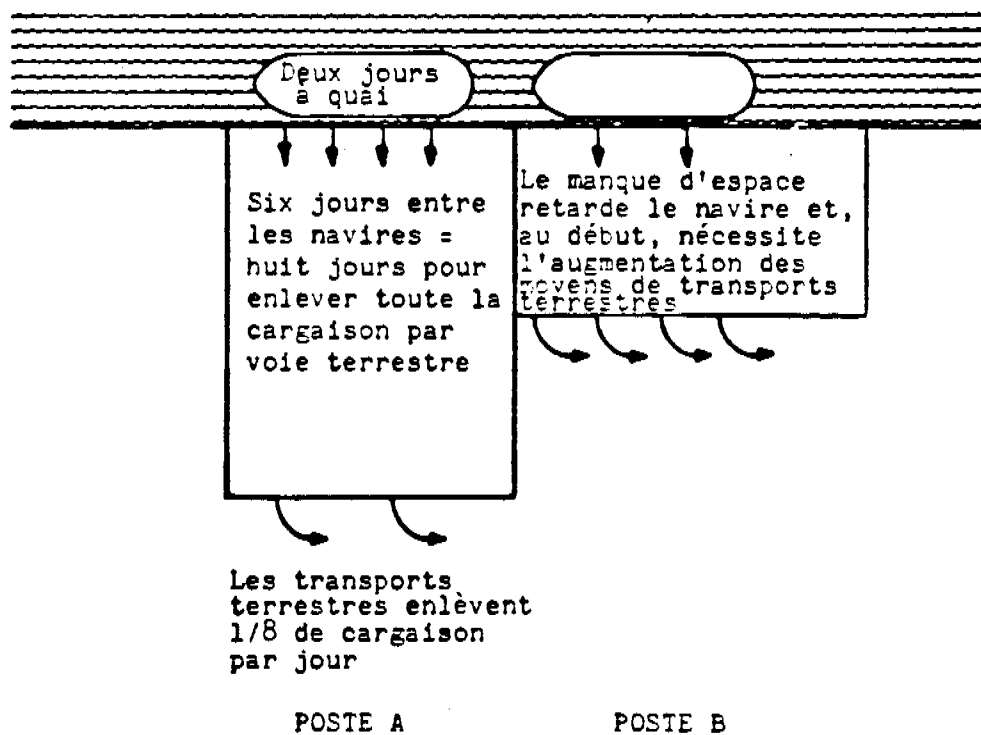 Deux jours
à quai
Six jours entre
les navires =
huit jours pour
enlever toute la
cargaison par
voie terrestre
Le manque d'espace
retarde le navire et,
au début, nécessite
l'augmentation des
moyens de transports
terrestres
Les transports
terrestres enlèvent
1/8 de cargaison
par jour
POSTE A
POSTE B